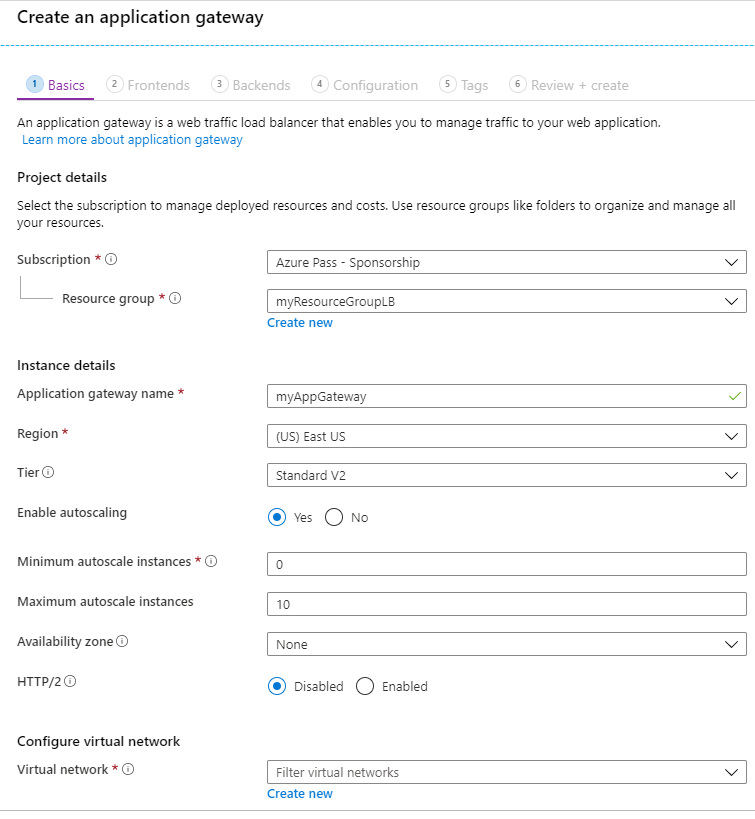 Create an application gateway
1 Basics 2 Frontends 3 Backends 4 Configuration 5 Tags 6 Review + create
An application gateway is a web traffic load balancer that enables you to manage traffic to your web application.
Learn more about application gateway
Project details
Select the subscription to manage deployed resources and costs. Use resource groups like folders to organize and manage all
your resources.
Subscription * Azure Pass - Sponsorship
Resource group * myResourceGroupLB
Create new
Instance details
Application gateway name * myAppGateway
Region * (US) East US
Tier Standard V2
Enable autoscaling Yes No
Minimum autoscale instances * 0
Maximum autoscale instances 10
Availability zone None
HTTP/2 Disabled Enabled
Configure virtual network
Virtual network * Filter virtual networks
Create new